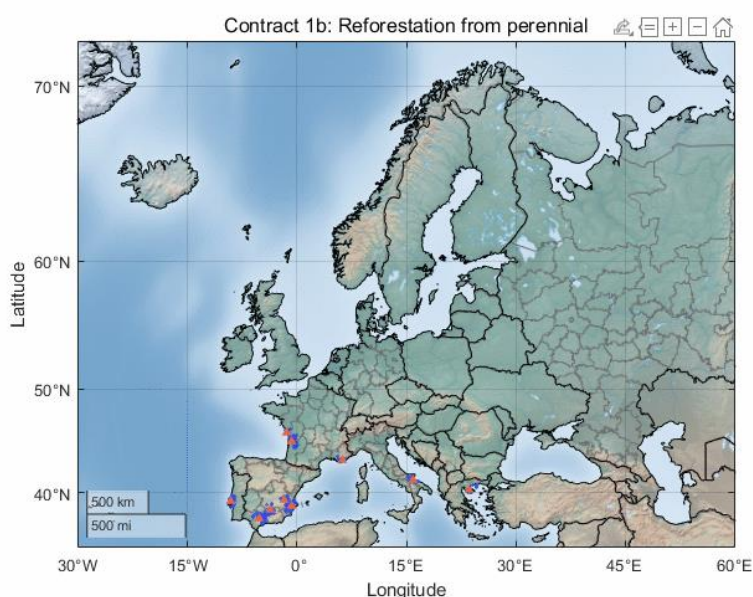 Contract 1b: Reforestation from perennial
70°N
60°N
50°N
40°N
Latitude
500 km
500 mi
30°W 15°W 0° 15°E 30°E 45°E 60°E
Longitude